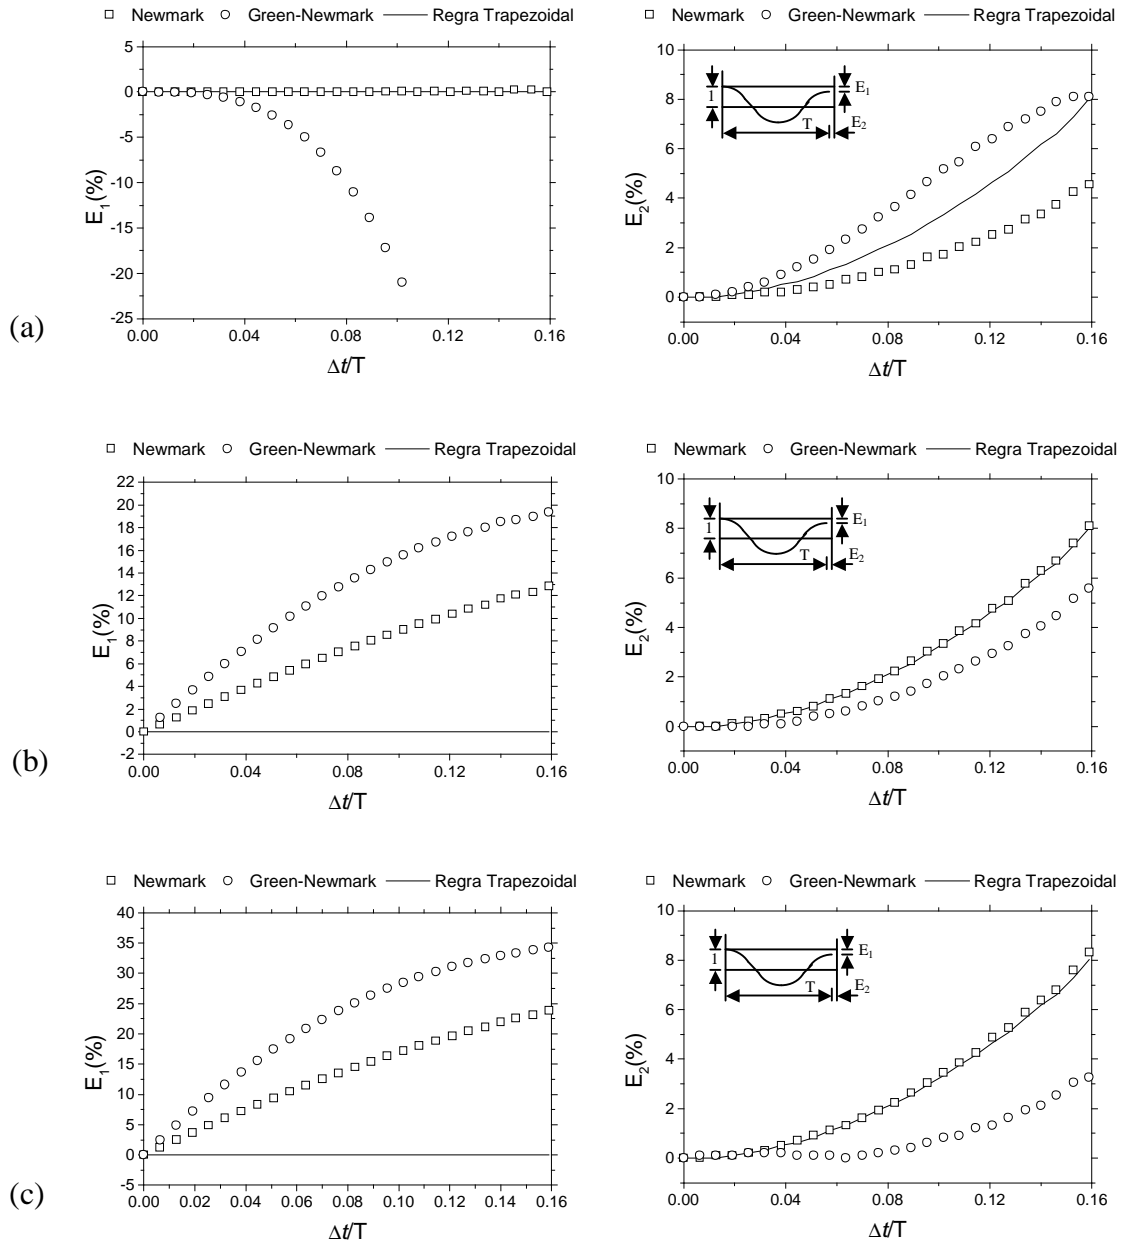 Newmark Green-Newmark Regra Trapezoidal
5
0
-5
-10
-15
-20
-25
E1(%)
0.00 0.04 0.08 0.12 0.16
Δt/T
(a)
Newmark Green-Newmark Regra Trapezoidal
10
8
6
4
2
0
E2(%)
1 E1
T E2
0.00 0.04 0.08 0.12 0.16
Δt/T
Newmark Green-Newmark Regra Trapezoidal
22
20
18
16
14
12
10
8
6
4
2
0
-2
E1(%)
0.00 0.04 0.08 0.12 0.16
Δt/T
(b)
Newmark Green-Newmark Regra Trapezoidal
10
8
6
4
2
0
E2(%)
1 E1
T E2
0.00 0.04 0.08 0.12 0.16
Δt/T
Newmark Green-Newmark Regra Trapezoidal
40
35
30
25
20
15
10
5
0
-5
E1(%)
0.00 0.02 0.04 0.06 0.08 0.10 0.12 0.14 0.16
Δt/T
(c)
Newmark Green-Newmark Regra Trapezoidal
10
8
6
4
2
0
E2(%)
1 E1
T E2
0.00 0.04 0.08 0.12 0.16
Δt/T